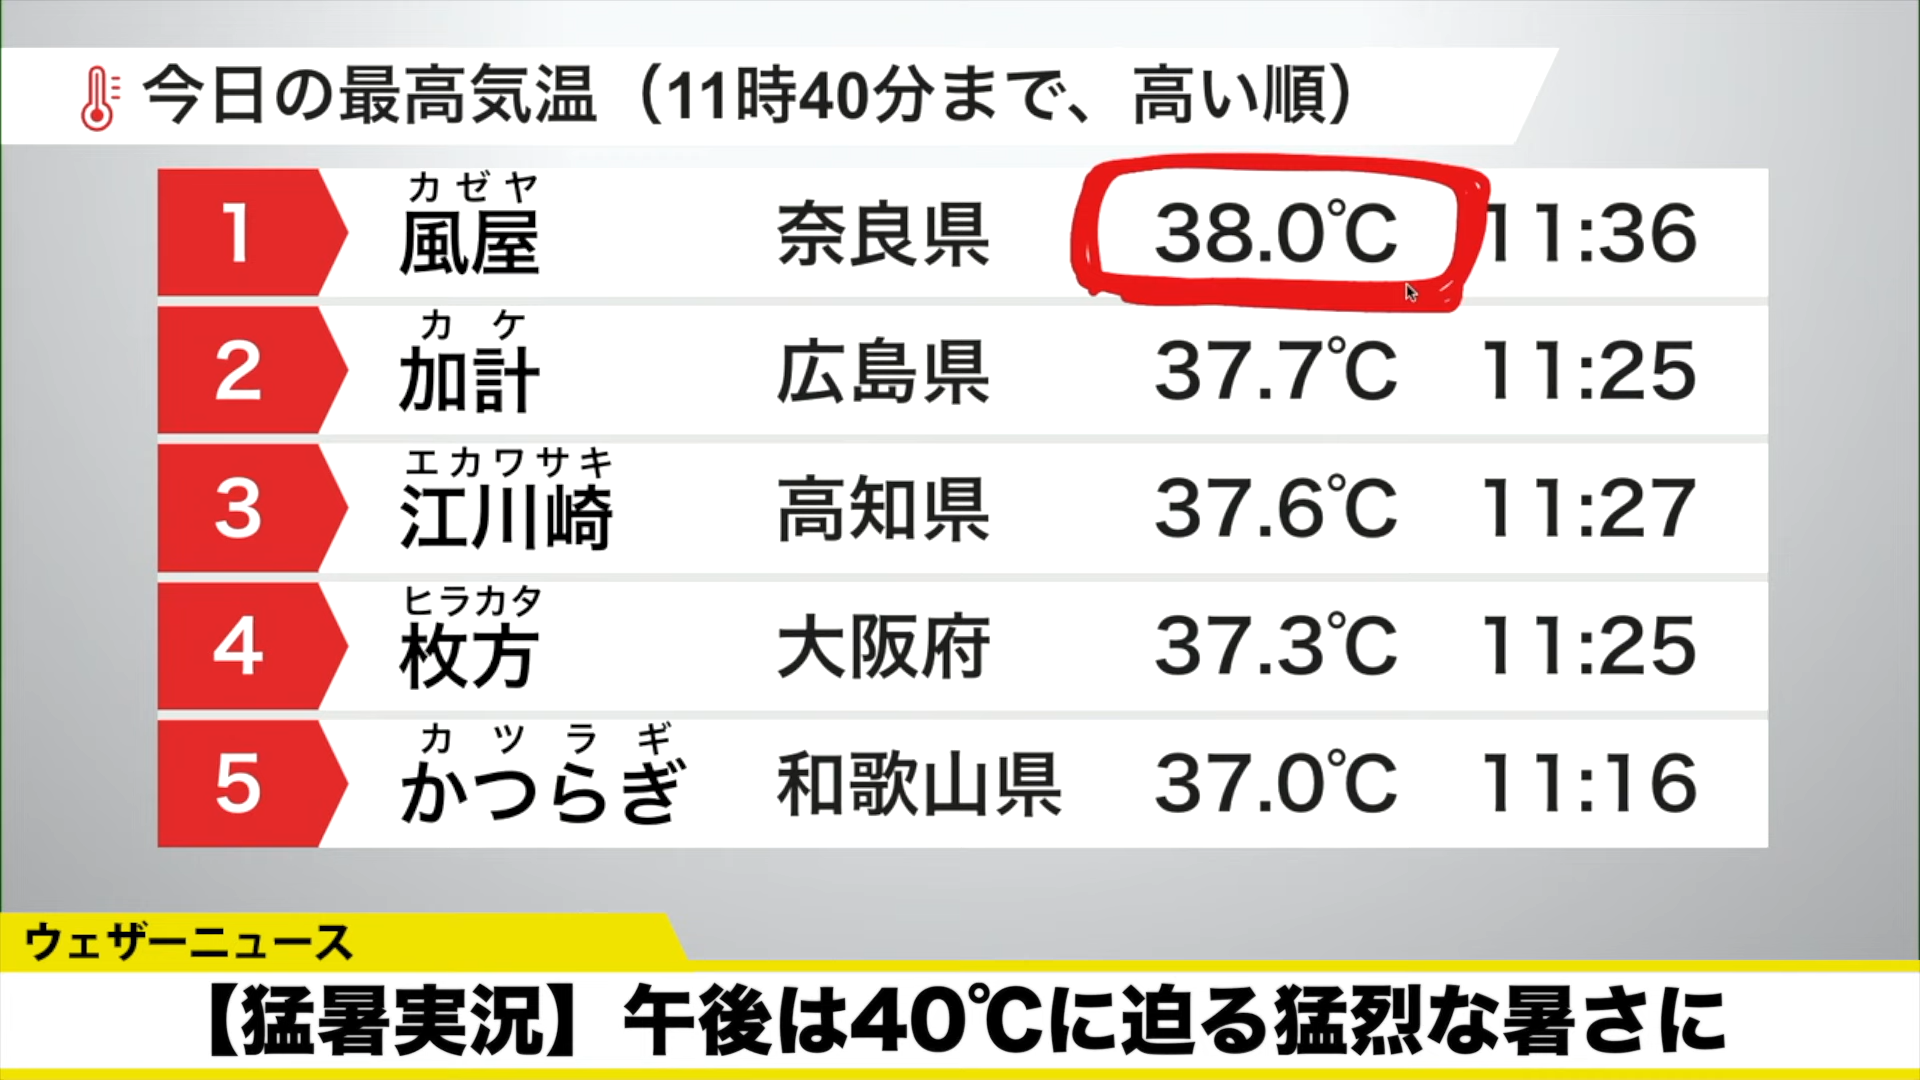 今日の最高気温（11時40分まで、高い順）
カゼヤ
1 風屋 奈良県 38.0℃ 11:36
カケ
2 加計 広島県 37.7℃ 11:25
エカワサキ
3 江川崎 高知県 37.6℃ 11:27
ヒラカタ
4 枚方 大阪府 37.3℃ 11:25
カツラギ
5 かつらぎ 和歌山県 37.0℃ 11:16
ウェザーニュース
【猛暑実況】午後は40℃に迫る猛烈な暑さに